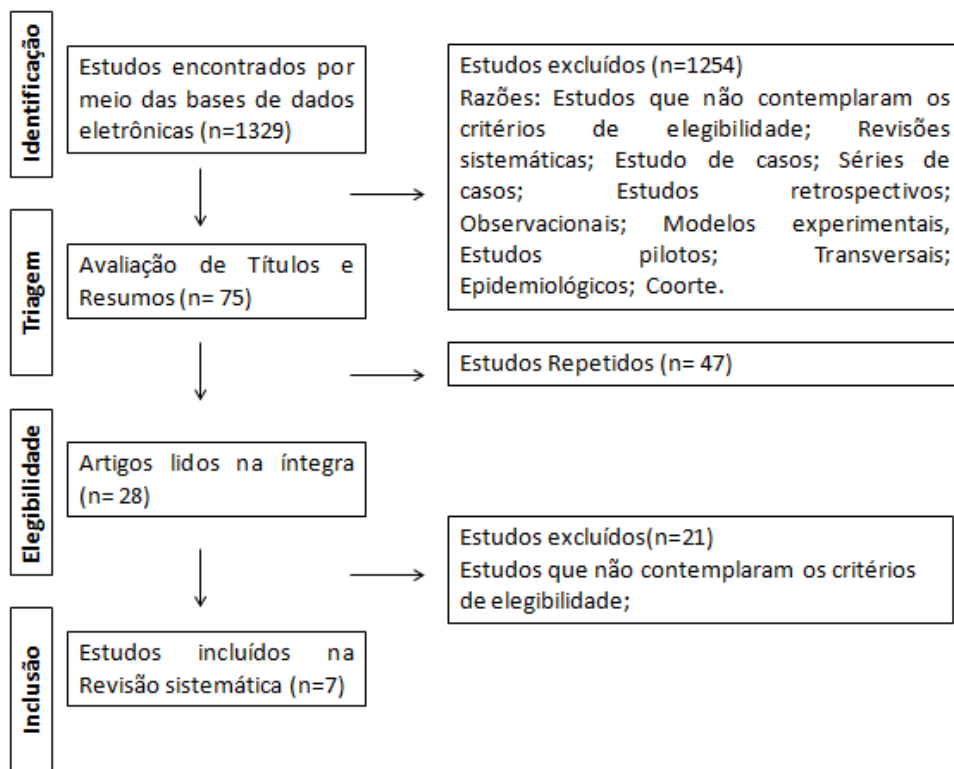 Identificação
Estudos encontrados por
meio das bases de dados
eletrônicas (n=1329)
Estudos excluídos (n=1254)
Razões: Estudos que não contemplaram os
critérios de elegibilidade; Revisões
sistemáticas; Estudo de casos; Séries de
casos; Estudos retrospectivos;
Observacionais; Modelos experimentais,
Estudos pilotos; Transversais;
Epidemiológicos; Coorte.
Triagem
Avaliação de Títulos e
Resumos (n= 75)
Estudos Repetidos (n= 47)
Elegibilidade
Artigos lidos na íntegra
(n= 28)
Estudos excluídos(n=21)
Estudos que não contemplaram os critérios
de elegibilidade;
Inclusão
Estudos incluídos na
Revisão sistemática (n=7)